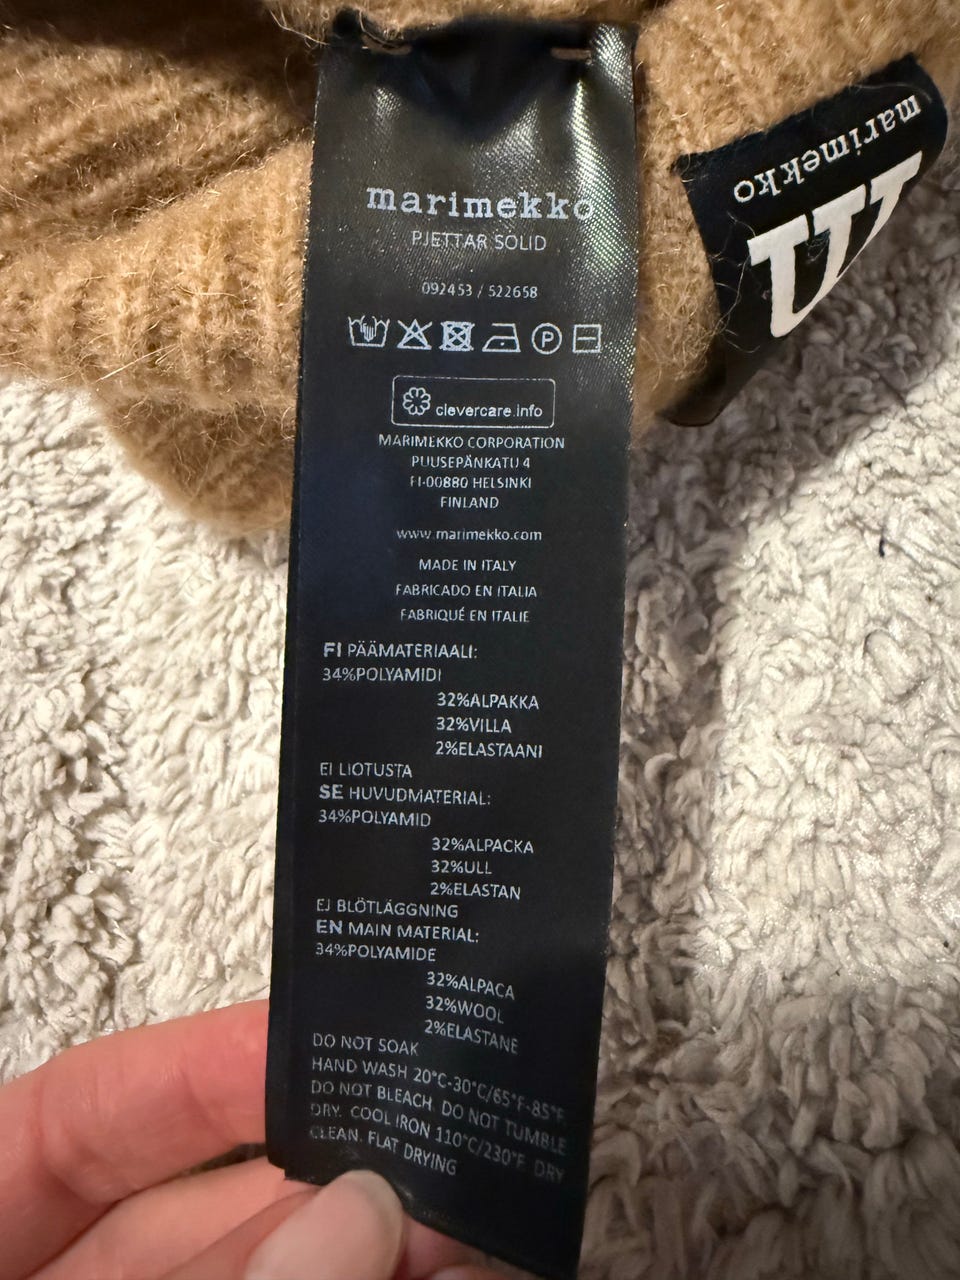 marimekko
PJETTAR SOLID
092453 / 522658
P
clevercare.info
MARIMEKKO CORPORATION
PUUSEPÄNKATU 4
FI-00880 HELSINKI
FINLAND
www.marimekko.com
MADE IN ITALY
FABRICADO EN ITALIA
FABRIQUÉ EN ITALIE
FI PÄÄMATERIAALI:
34%POLYAMIDI
32%ALPAKKA
32%VILLA
2%ELASTAANI
EI LIOTUSTA
SE HUVUDMATERIAL:
34%POLYAMID
32%ALPACKA
32%ULL
2%ELASTAN
EJ BLÖTLÄGGNING
EN MAIN MATERIAL:
34%POLYAMIDE
32%ALPACA
32%WOOL
2%ELASTANE
DO NOT SOAK
HAND WASH 20°C-30°C/65°F-85°F.
DO NOT BLEACH. DO NOT TUMBLE
DRY. COOL IRON 110°C/230°F. DRY
CLEAN. FLAT DRYING
marimekko
m